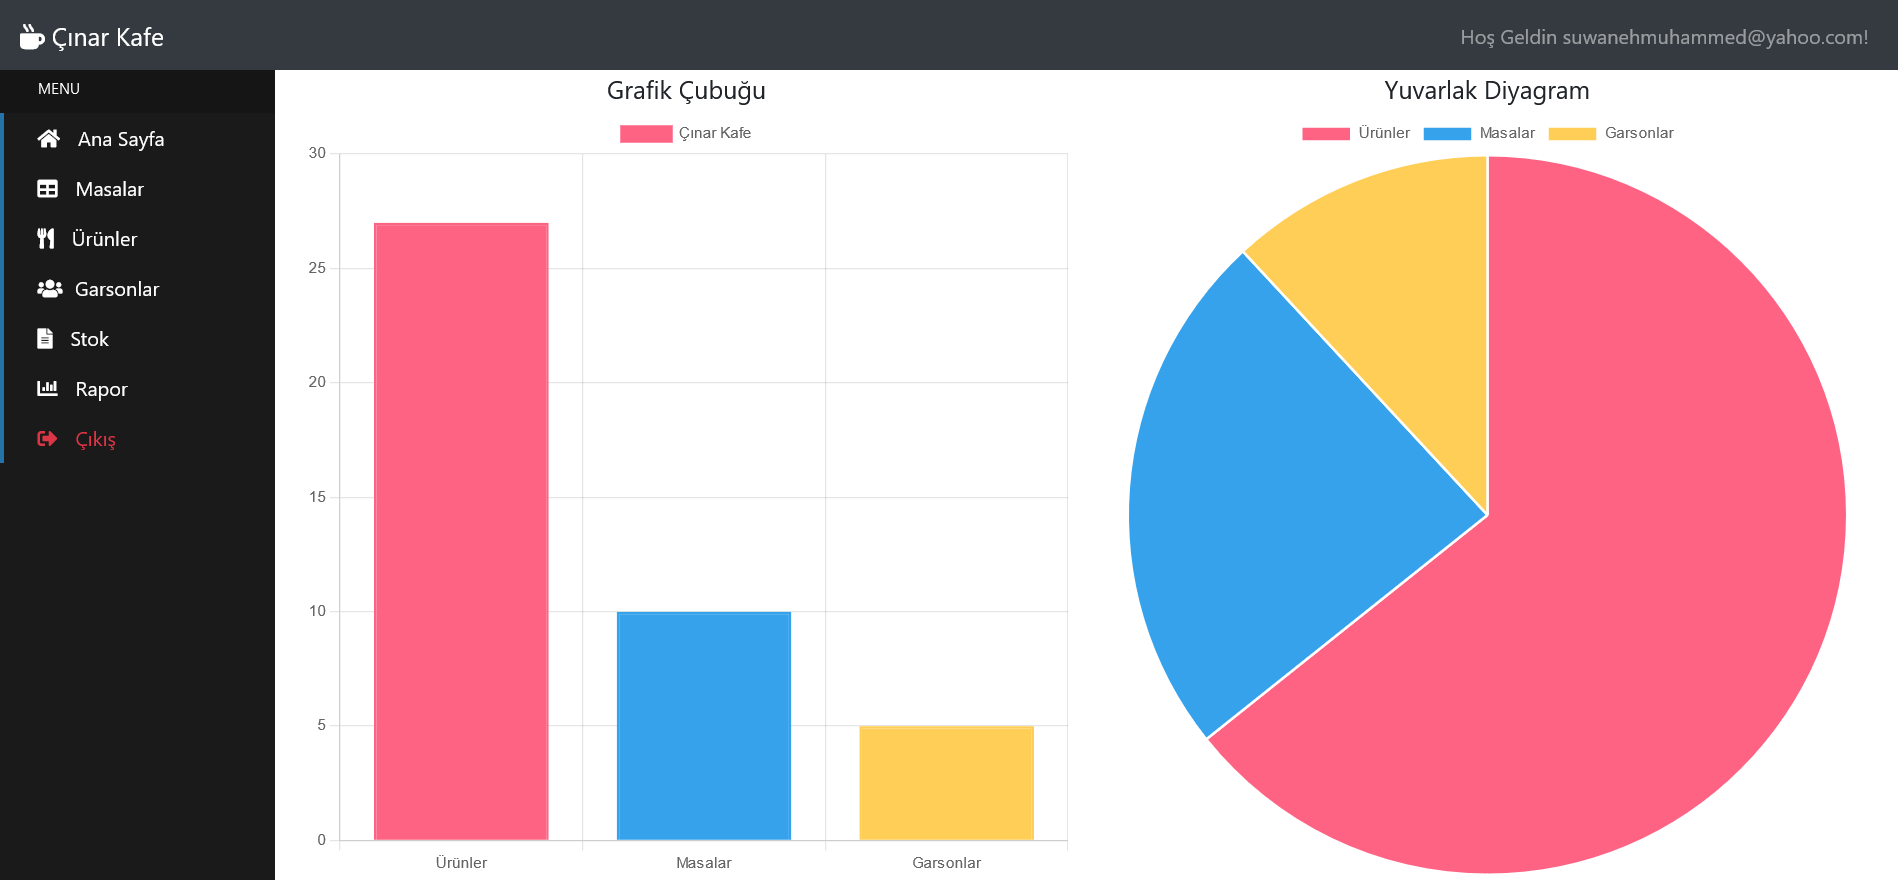 Çınar Kafe
Hoş Geldin suwanehmuhammed@yahoo.com!
MENU
Ana Sayfa
Masalar
Ürünler
Garsonlar
Stok
Rapor
Çıkış
Grafik Çubuğu
Çınar Kafe
30
25
20
15
10
5
0
Ürünler Masalar Garsonlar
Yuvarlak Diyagram
Ürünler Masalar Garsonlar